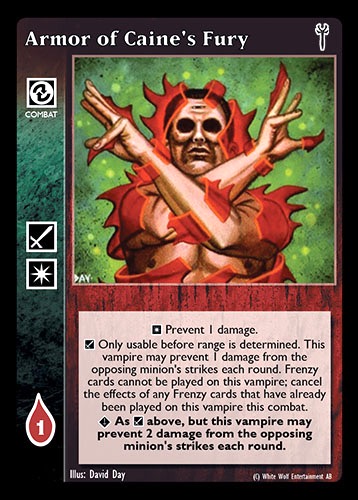 Armor of Caine's Fury
COMBAT
DAY
Prevent 1 damage.
Only usable before range is determined. This
vampire may prevent 1 damage from the
opposing minion's strikes each round. Frenzy
cards cannot be played on this vampire; cancel
the effects of any Frenzy cards that have already
been played on this vampire this combat.
As above, but this vampire may
prevent 2 damage from the opposing
minion's strikes each round.
1
Illus: David Day
(C) White Wolf Entertainment AB